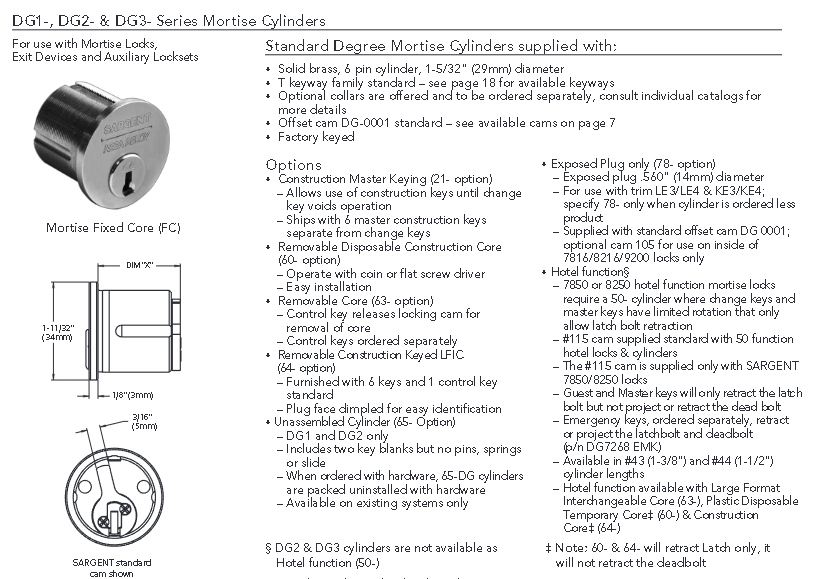 DG1-, DG2- & DG3- Series Mortise Cylinders
For use with Mortise Locks,
Exit Devices and Auxiliary Locksets
SARGENT
ASSA ABLOY
Mortise Fixed Core (FC)
DIM "X"
1-11/32"
(34mm)
1/8"(3mm)
3/16"
(5mm)
SARGENT standard
cam shown
Standard Degree Mortise Cylinders supplied with:
• Solid brass, 6 pin cylinder, 1-5/32" (29mm) diameter
• T keyway family standard – see page 18 for available keyways
• Optional collars are offered and to be ordered separately, consult individual catalogs for
more details
• Offset cam DG-0001 standard – see available cams on page 7
• Factory keyed
Options
• Construction Master Keying (21- option)
– Allows use of construction keys until change
key voids operation
– Ships with 6 master construction keys
separate from change keys
• Removable Disposable Construction Core
(60- option)
– Operate with coin or flat screw driver
– Easy installation
• Removable Core (63- option)
– Control key releases locking cam for
removal of core
– Control keys ordered separately
• Removable Construction Keyed LFIC
(64- option)
– Furnished with 6 keys and 1 control key
standard
– Plug face dimpled for easy identification
• Unassembled Cylinder (65- Option)
– DG1 and DG2 only
– Includes two key blanks but no pins, springs
or slide
– When ordered with hardware, 65-DG cylinders
are packed uninstalled with hardware
– Available on existing systems only
§ DG2 & DG3 cylinders are not available as
Hotel function (50-)
• Exposed Plug only (78- option)
– Exposed plug .560" (14mm) diameter
– For use with trim LE3/LE4 & KE3/KE4;
specify 78- only when cylinder is ordered less
product
– Supplied with standard offset cam DG 0001;
optional cam 105 for use on inside of
7816/8216/9200 locks only
• Hotel function§
– 7850 or 8250 hotel function mortise locks
require a 50- cylinder where change keys and
master keys have limited rotation that only
allow latch bolt retraction
– #115 cam supplied standard with 50 function
hotel locks & cylinders
– The #115 cam is supplied only with SARGENT
7850/8250 locks
– Guest and Master keys will only retract the latch
bolt but not project or retract the dead bolt
– Emergency keys, ordered separately, retract
or project the latchbolt and deadbolt
(p/n DG7268 EMK)
– Available in #43 (1-3/8") and #44 (1-1/2")
cylinder lengths
– Hotel function available with Large Format
Interchangeable Core (63-), Plastic Disposable
Temporary Core‡ (60-) & Construction
Core‡ (64-)
‡ Note; 60- & 64- will retract Latch only, it
will not retract the deadbolt